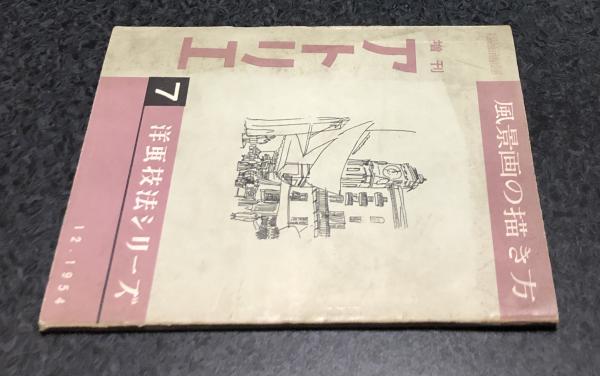 風景画の描き方
増刊
アトリエ
7
洋画技法シリーズ
12.1954